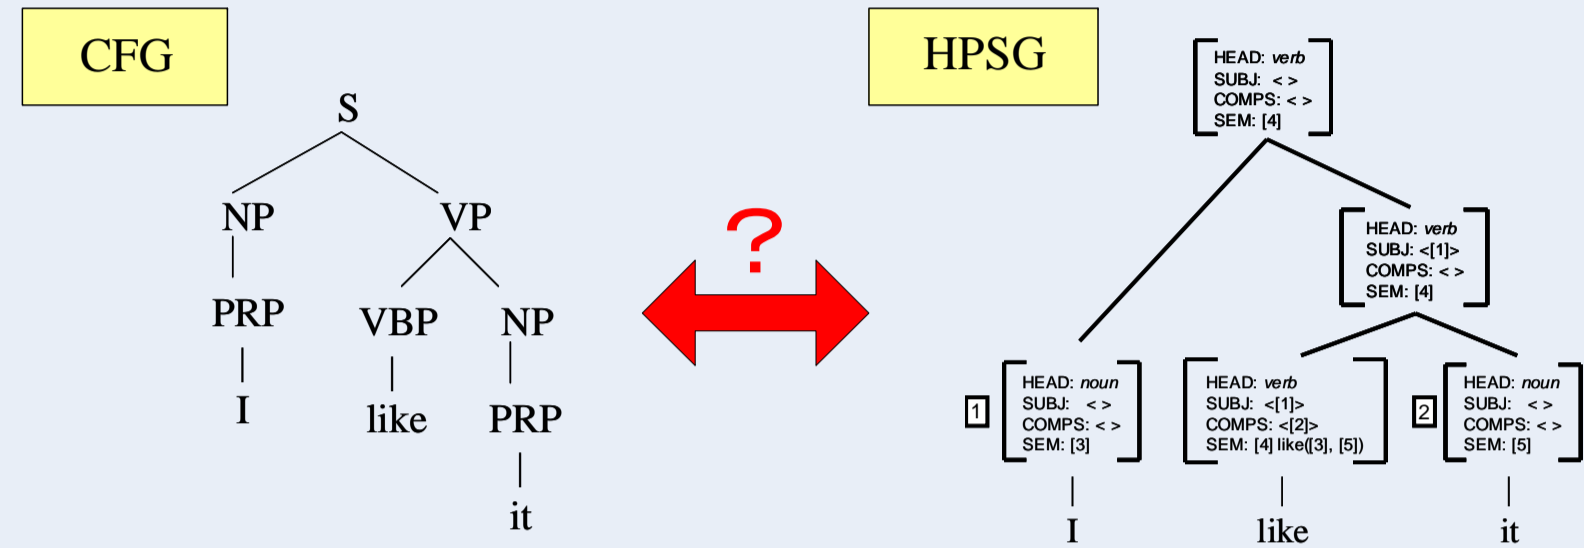 CFG
S
NP VP
PRP VBP NP
I like PRP
it
?
HPSG
HEAD: verb
SUBJ: < >
COMPS: < >
SEM: [4]
HEAD: verb
SUBJ: <[1]>
COMPS: < >
SEM: [4]
1
HEAD: noun
SUBJ: < >
COMPS: < >
SEM: [3]
I
HEAD: verb
SUBJ: <[1]>
COMPS: <[2]>
SEM: [4] like([3], [5])
like
2
HEAD: noun
SUBJ: < >
COMPS: < >
SEM: [5]
it